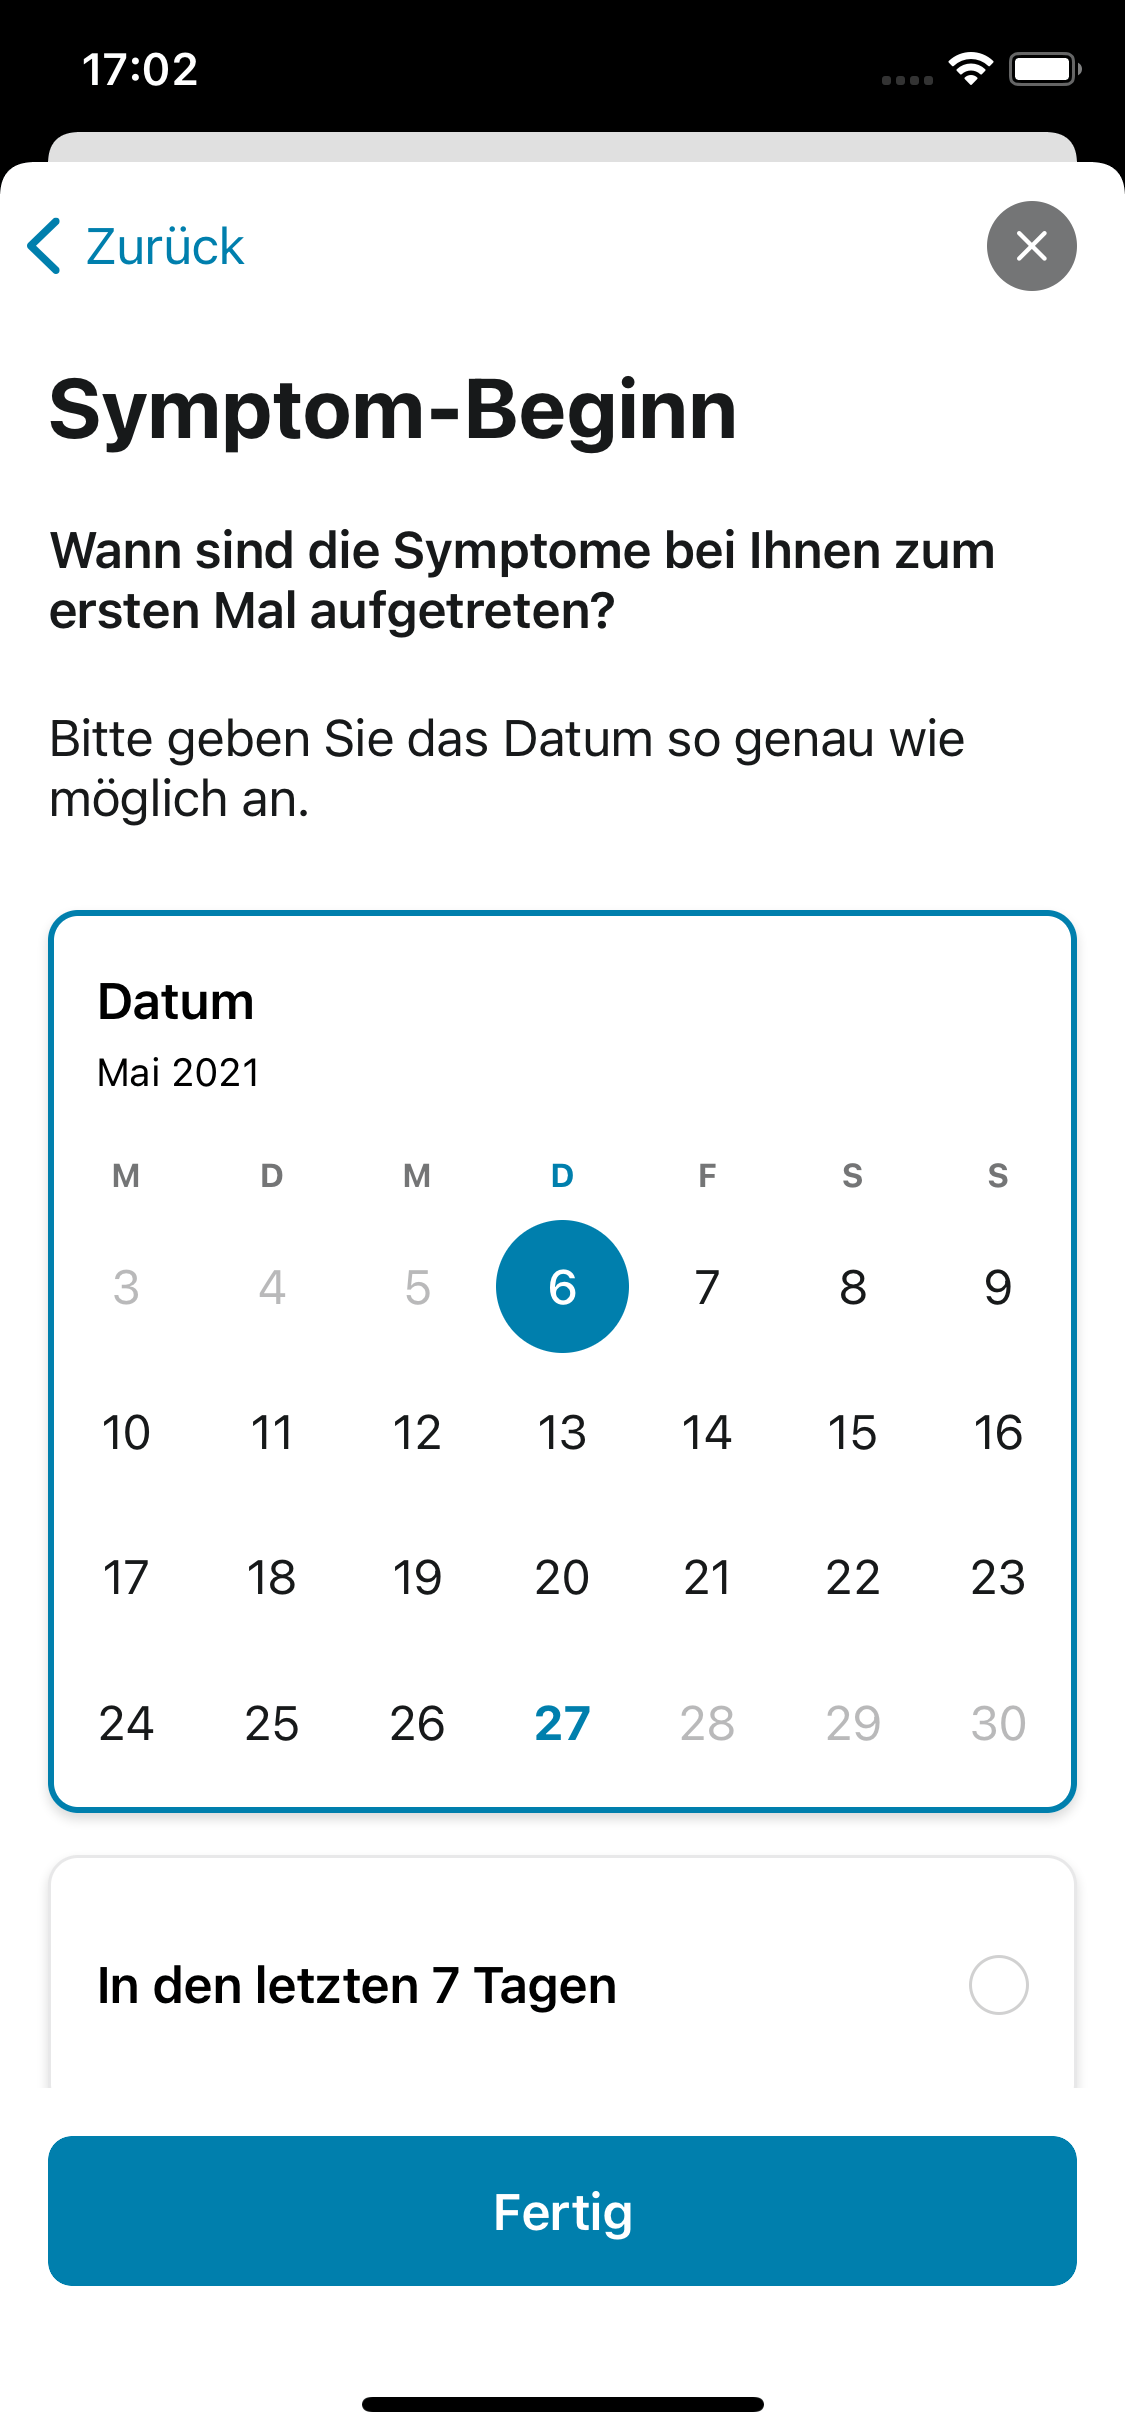 17:02
Zurück
Symptom-Beginn
Wann sind die Symptome bei Ihnen zum
ersten Mal aufgetreten?
Bitte geben Sie das Datum so genau wie
möglich an.
Datum
Mai 2021
M D M D F S S
3 4 5 6 7 8 9
10 11 12 13 14 15 16
17 18 19 20 21 22 23
24 25 26 27 28 29 30
In den letzten 7 Tagen
Fertig